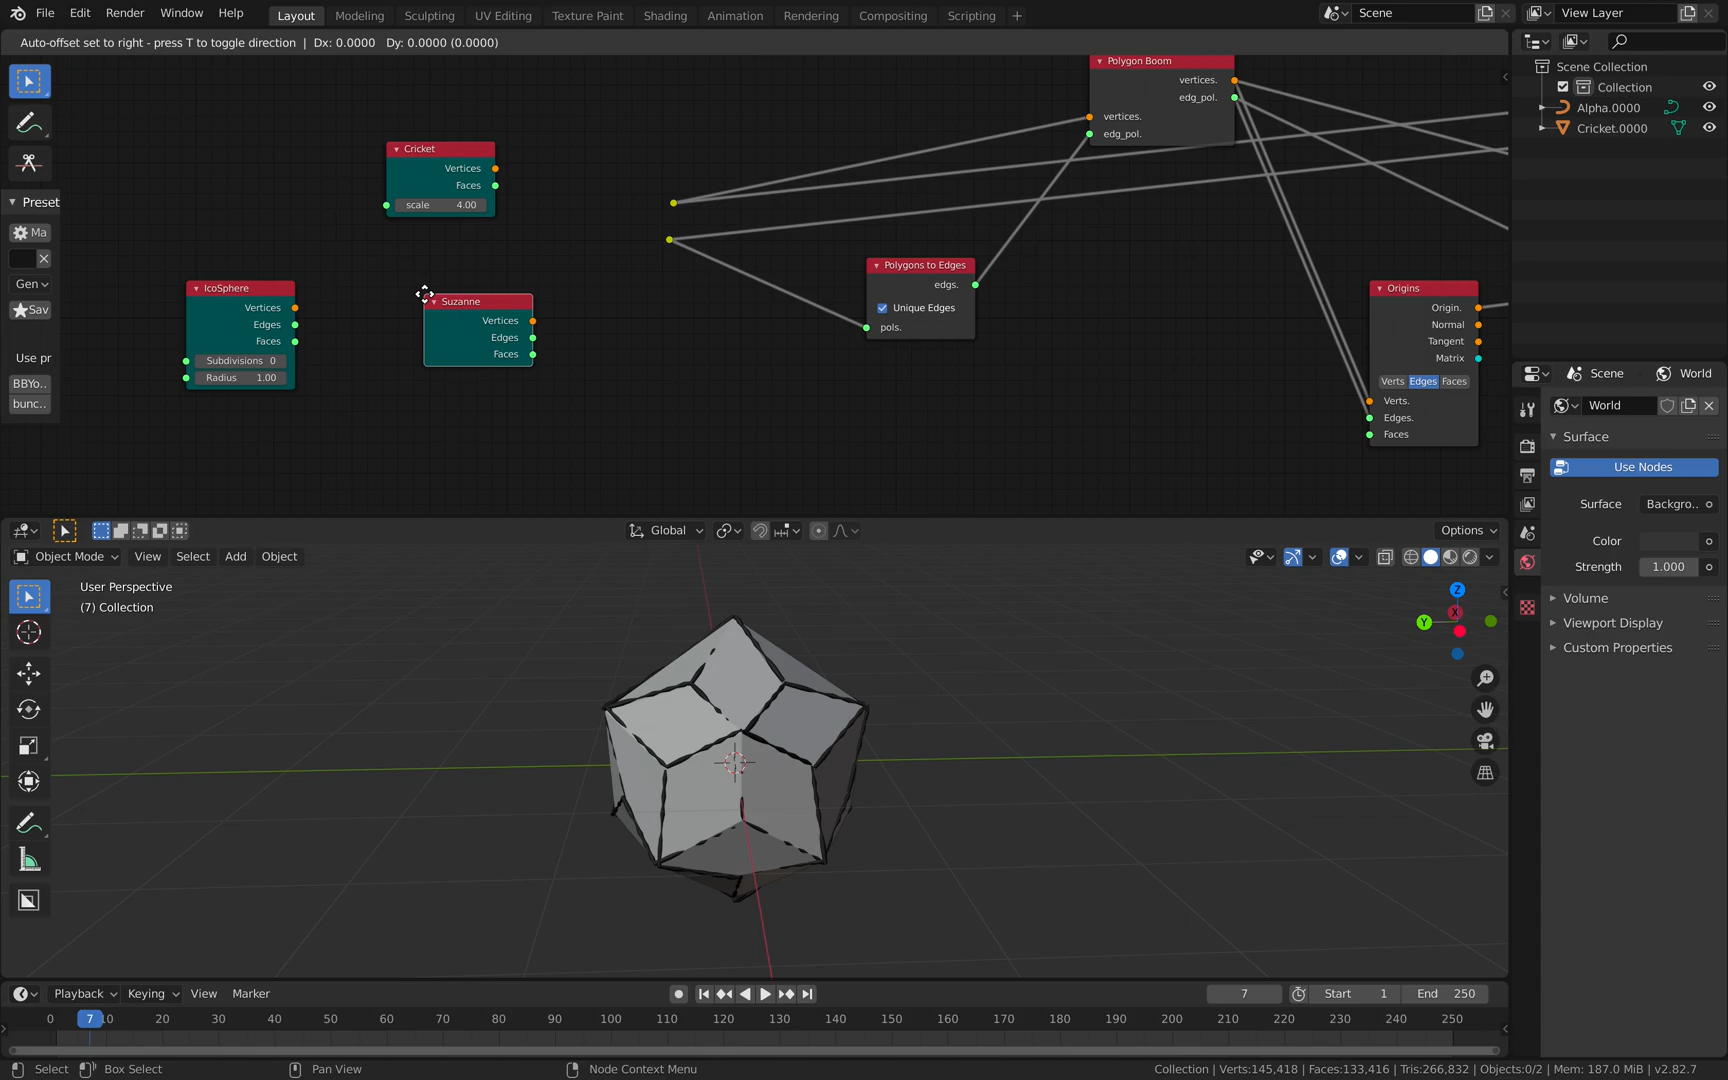 File Edit Render Window Help Layout Modeling Sculpting UV Editing Texture Paint Shading Animation Rendering Compositing Scripting + Scene View Layer
Auto-offset set to right - press T to toggle direction | Dx: 0.0000 Dy: 0.0000 (0.0000)
Scene Collection
Collection
Alpha.0000
Cricket.0000
Polygon Boom
vertices.
edg_pol.
vertices.
edg_pol.
Cricket
Vertices
Faces
scale 4.00
Preset
Ma
Gen
Sav
Use pr
BBYo..
bunc..
IcoSphere
Vertices
Edges
Faces
Subdivisions 0
Radius 1.00
Suzanne
Vertices
Edges
Faces
Polygons to Edges
edgs.
Unique Edges
pols.
Origins
Origin.
Normal
Tangent
Matrix
Verts Edges Faces
Verts.
Edges.
Faces
Scene World
World
Surface
Use Nodes
Surface Backgro..
Color
Strength 1.000
Volume
Viewport Display
Custom Properties
Global Options
Object Mode View Select Add Object
User Perspective
(7) Collection
Z
X
Y
Playback Keying View Marker 7 Start 1 End 250
0 7 10 20 30 40 50 60 70 80 90 100 110 120 130 140 150 160 170 180 190 200 210 220 230 240 250
Select Box Select Pan View Node Context Menu Collection | Verts:145,418 | Faces:133,416 | Tris:266,832 | Objects:0/2 | Mem: 187.0 MiB | v2.82.7